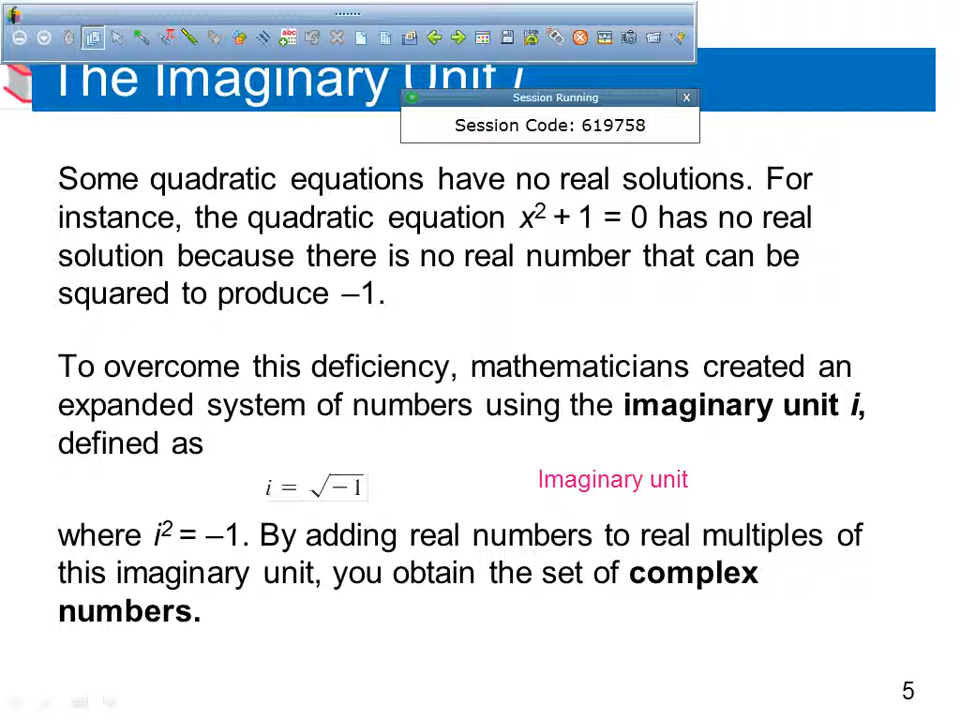 The Imaginary Unit i
Session Running
X
Session Code: 619758
Some quadratic equations have no real solutions. For
instance, the quadratic equation x² + 1 = 0 has no real
solution because there is no real number that can be
squared to produce –1.
To overcome this deficiency, mathematicians created an
expanded system of numbers using the imaginary unit i,
defined as
i = √−1 Imaginary unit
where i² = –1. By adding real numbers to real multiples of
this imaginary unit, you obtain the set of complex
numbers.
5